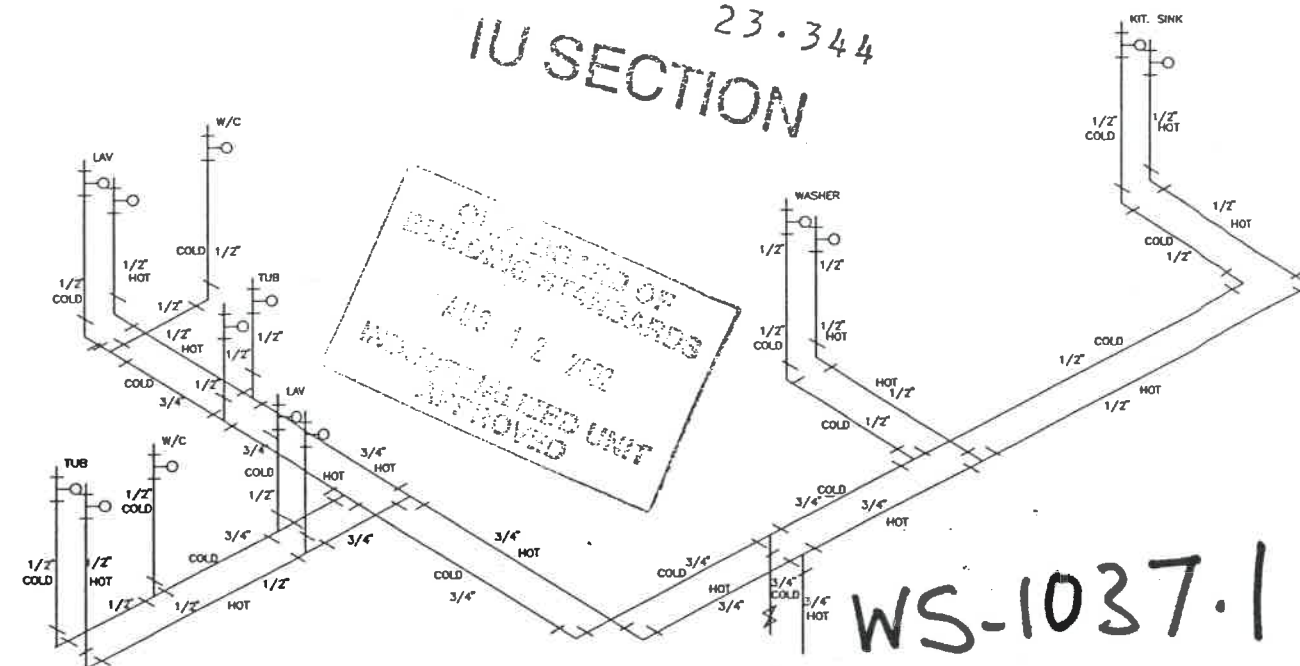 23.344
IU SECTION
KIT. SINK
1/2"
COLD
1/2"
HOT
1/2"
HOT
COLD
1/2"
W/C
LAV
COLD 1/2"
1/2"
HOT
1/2"
COLD
TUB
1/2"
1/2"
1/2"
1/2"
HOT
1/2"
COLD
3/4"
LAV
3/4"
COLD
1/2"
3/4"
HOT
HOT
BUILDING STANDARDS
AUG 12
UNIT
APPROVED
WASHER
1/2"
1/2"
1/2"
COLD
1/2"
HOT
HOT
1/2"
COLD
1/2"
1/2"
COLD
1/2"
HOT
COLD
3/4"
3/4"
HOT
TUB
W/C
1/2"
COLD
1/2"
COLD
1/2"
HOT
3/4"
COLD
1/2"
1/2"
HOT
1/2"
3/4"
3/4"
HOT
COLD
3/4"
COLD 3/4"
HOT
3/4"
3/4"
COLD
3/4"
HOT
WS-1037.1